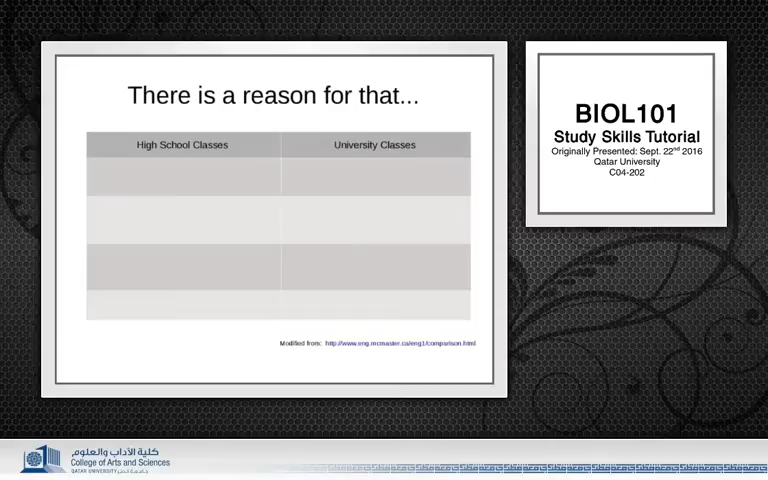 There is a reason for that...
High School Classes
University Classes
Modified from: http://www.eng.mcmaster.ca/eng1/comparison.html
BIOL101
Study Skills Tutorial
Originally Presented: Sept. 22nd 2016
Qatar University
C04-202
كلية الآداب والعلوم
College of Arts and Sciences
QATAR UNIVERSITY جامعة قطر